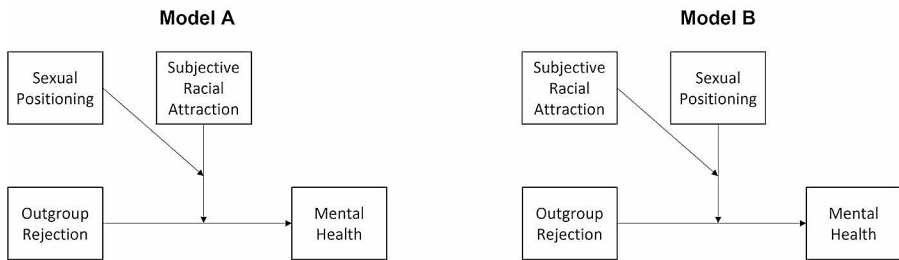 Model A
Sexual
Positioning
Subjective
Racial
Attraction
Outgroup
Rejection
Mental
Health
Model B
Subjective
Racial
Attraction
Sexual
Positioning
Outgroup
Rejection
Mental
Health